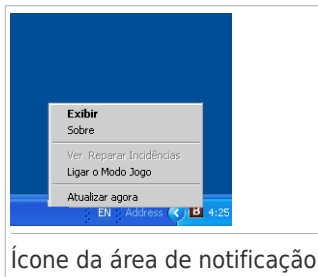 Exibir
Sobre
Ver Reparar Incidências
Ligar o Modo Jogo
Atualizar agora
EN Address B 4:25
Ícone da área de notificação